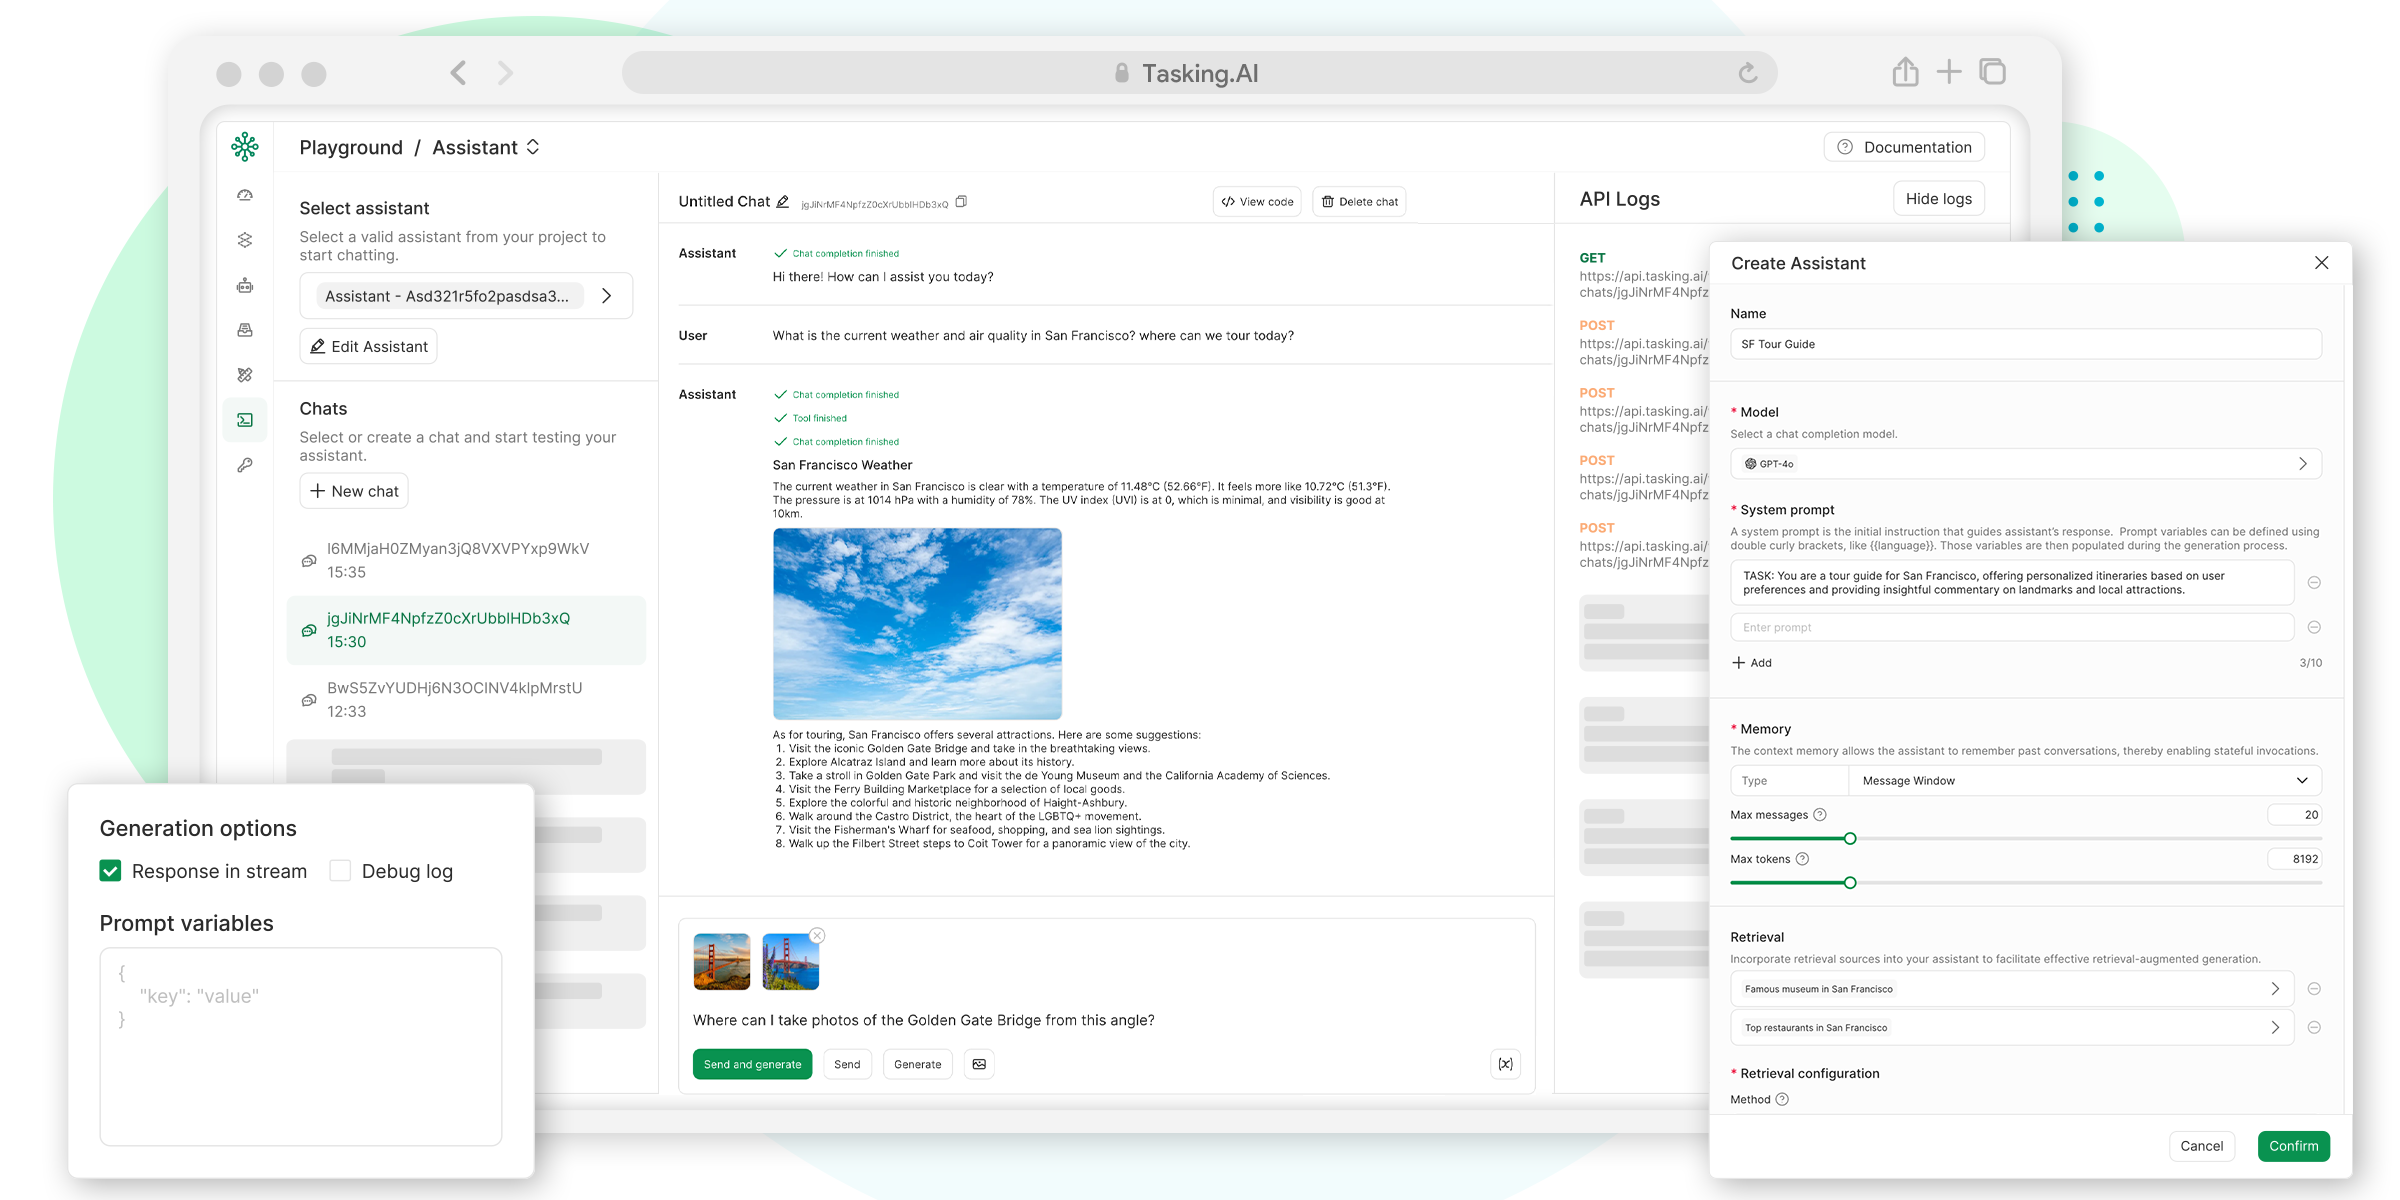 Tasking.AI
Playground / Assistant
Documentation
Select assistant
Select a valid assistant from your project to
start chatting.
Assistant - Asd321r5fo2pasdsa3...
Edit Assistant
Chats
Select or create a chat and start testing your
assistant.
New chat
I6MMjaH0ZMyan3jQ8VXVPYxp9WkV
15:35
jgJiNrMF4NpfzZ0cXrUbbIHDb3xQ
15:30
BwS5ZvYUDHj6N3OCINV4klpMrstU
12:33
Generation options
Response in stream
Debug log
Prompt variables
{
"key": "value"
}
Untitled Chat
jgJiNrMF4NpfzZ0cXrUbbIHDb3xQ
View code
Delete chat
Assistant
Chat completion finished
Hi there! How can I assist you today?
User
What is the current weather and air quality in San Francisco? where can we tour today?
Assistant
Chat completion finished
Tool finished
Chat completion finished
San Francisco Weather
The current weather in San Francisco is clear with a temperature of 11.48°C (52.66°F). It feels more like 10.72°C (51.3°F).
The pressure is at 1014 hPa with a humidity of 78%. The UV index (UVI) is at 0, which is minimal, and visibility is good at
10km.
As for touring, San Francisco offers several attractions. Here are some suggestions:
1. Visit the iconic Golden Gate Bridge and take in the breathtaking views.
2. Explore Alcatraz Island and learn more about its history.
3. Take a stroll in Golden Gate Park and visit the de Young Museum and the California Academy of Sciences.
4. Visit the Ferry Building Marketplace for a selection of local goods.
5. Explore the colorful and historic neighborhood of Haight-Ashbury.
6. Walk around the Castro District, the heart of the LGBTQ+ movement.
7. Visit the Fisherman's Wharf for seafood, shopping, and sea lion sightings.
8. Walk up the Filbert Street steps to Coit Tower for a panoramic view of the city.
Where can I take photos of the Golden Gate Bridge from this angle?
Send and generate
Send
Generate
(x)
API Logs
Hide logs
GET
https://api.tasking.ai/
chats/jgJiNrMF4Npfz
POST
https://api.tasking.ai/
chats/jgJiNrMF4Npfz
POST
https://api.tasking.ai/
chats/jgJiNrMF4Npfz
POST
https://api.tasking.ai/
chats/jgJiNrMF4Npfz
POST
https://api.tasking.ai/
chats/jgJiNrMF4Npfz
Create Assistant
Name
SF Tour Guide
* Model
Select a chat completion model.
GPT-4o
* System prompt
A system prompt is the initial instruction that guides assistant's response. Prompt variables can be defined using
double curly brackets, like {{language}}. Those variables are then populated during the generation process.
TASK: You are a tour guide for San Francisco, offering personalized itineraries based on user
preferences and providing insightful commentary on landmarks and local attractions.
Enter prompt
Add
3/10
* Memory
The context memory allows the assistant to remember past conversations, thereby enabling stateful invocations.
Type
Message Window
Max messages
20
Max tokens
8192
Retrieval
Incorporate retrieval sources into your assistant to facilitate effective retrieval-augmented generation.
Famous museum in San Francisco
Top restaurants in San Francisco
* Retrieval configuration
Method
Cancel
Confirm